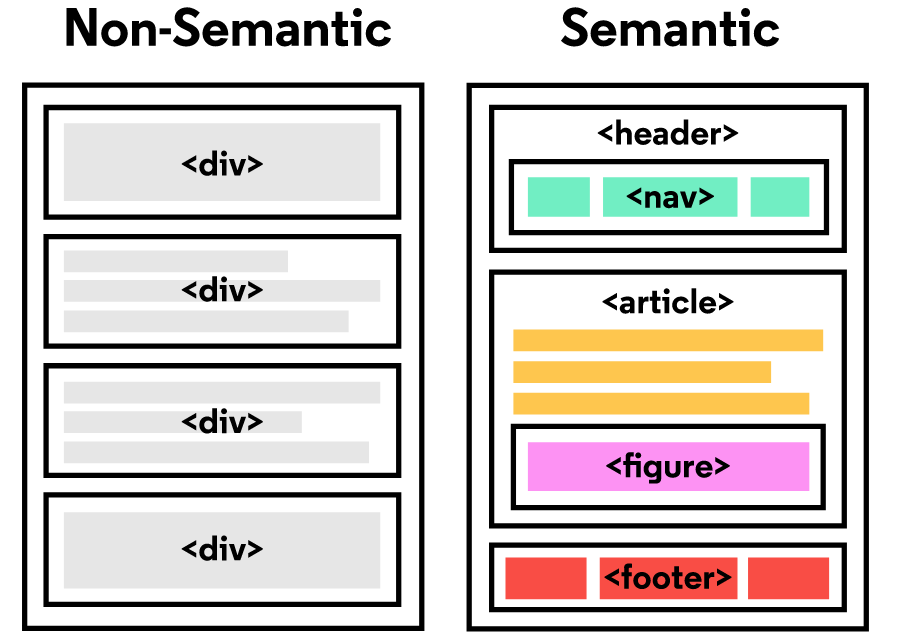 Non-Semantic
<div>
<div>
<div>
<div>
Semantic
<header>
<nav>
<article>
<figure>
<footer>